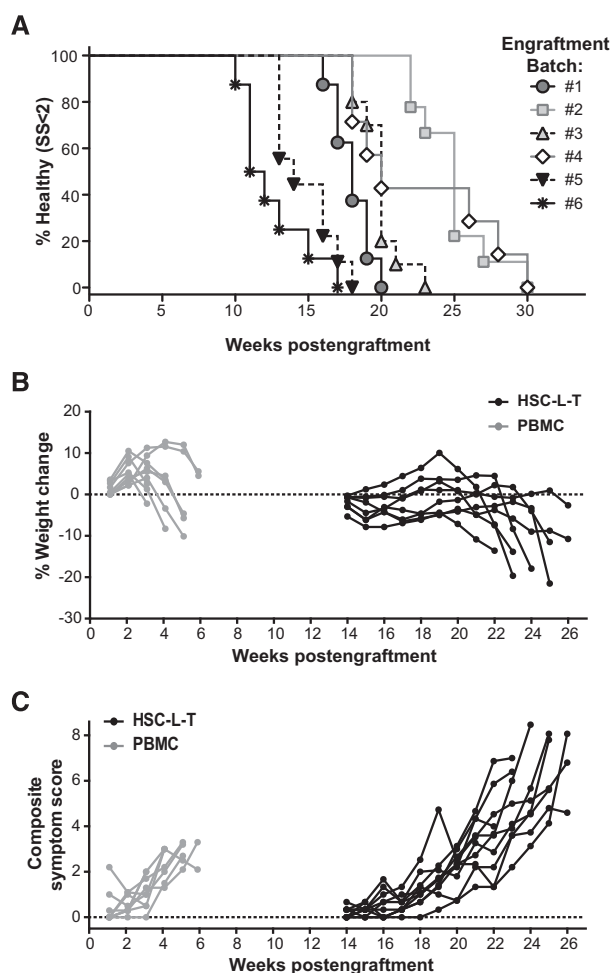 A
Engraftment
Batch:
#1
#2
#3
#4
#5
#6
% Healthy (SS<2)
100
80
60
40
20
0
0 5 10 15 20 25 30
Weeks postengraftment
B
HSC-L-T
PBMC
% Weight change
20
10
0
-10
-20
-30
0 2 4 6 8 10 12 14 16 18 20 22 24 26
Weeks postengraftment
C
HSC-L-T
PBMC
Composite
symptom score
8
6
4
2
0
0 2 4 6 8 10 12 14 16 18 20 22 24 26
Weeks postengraftment